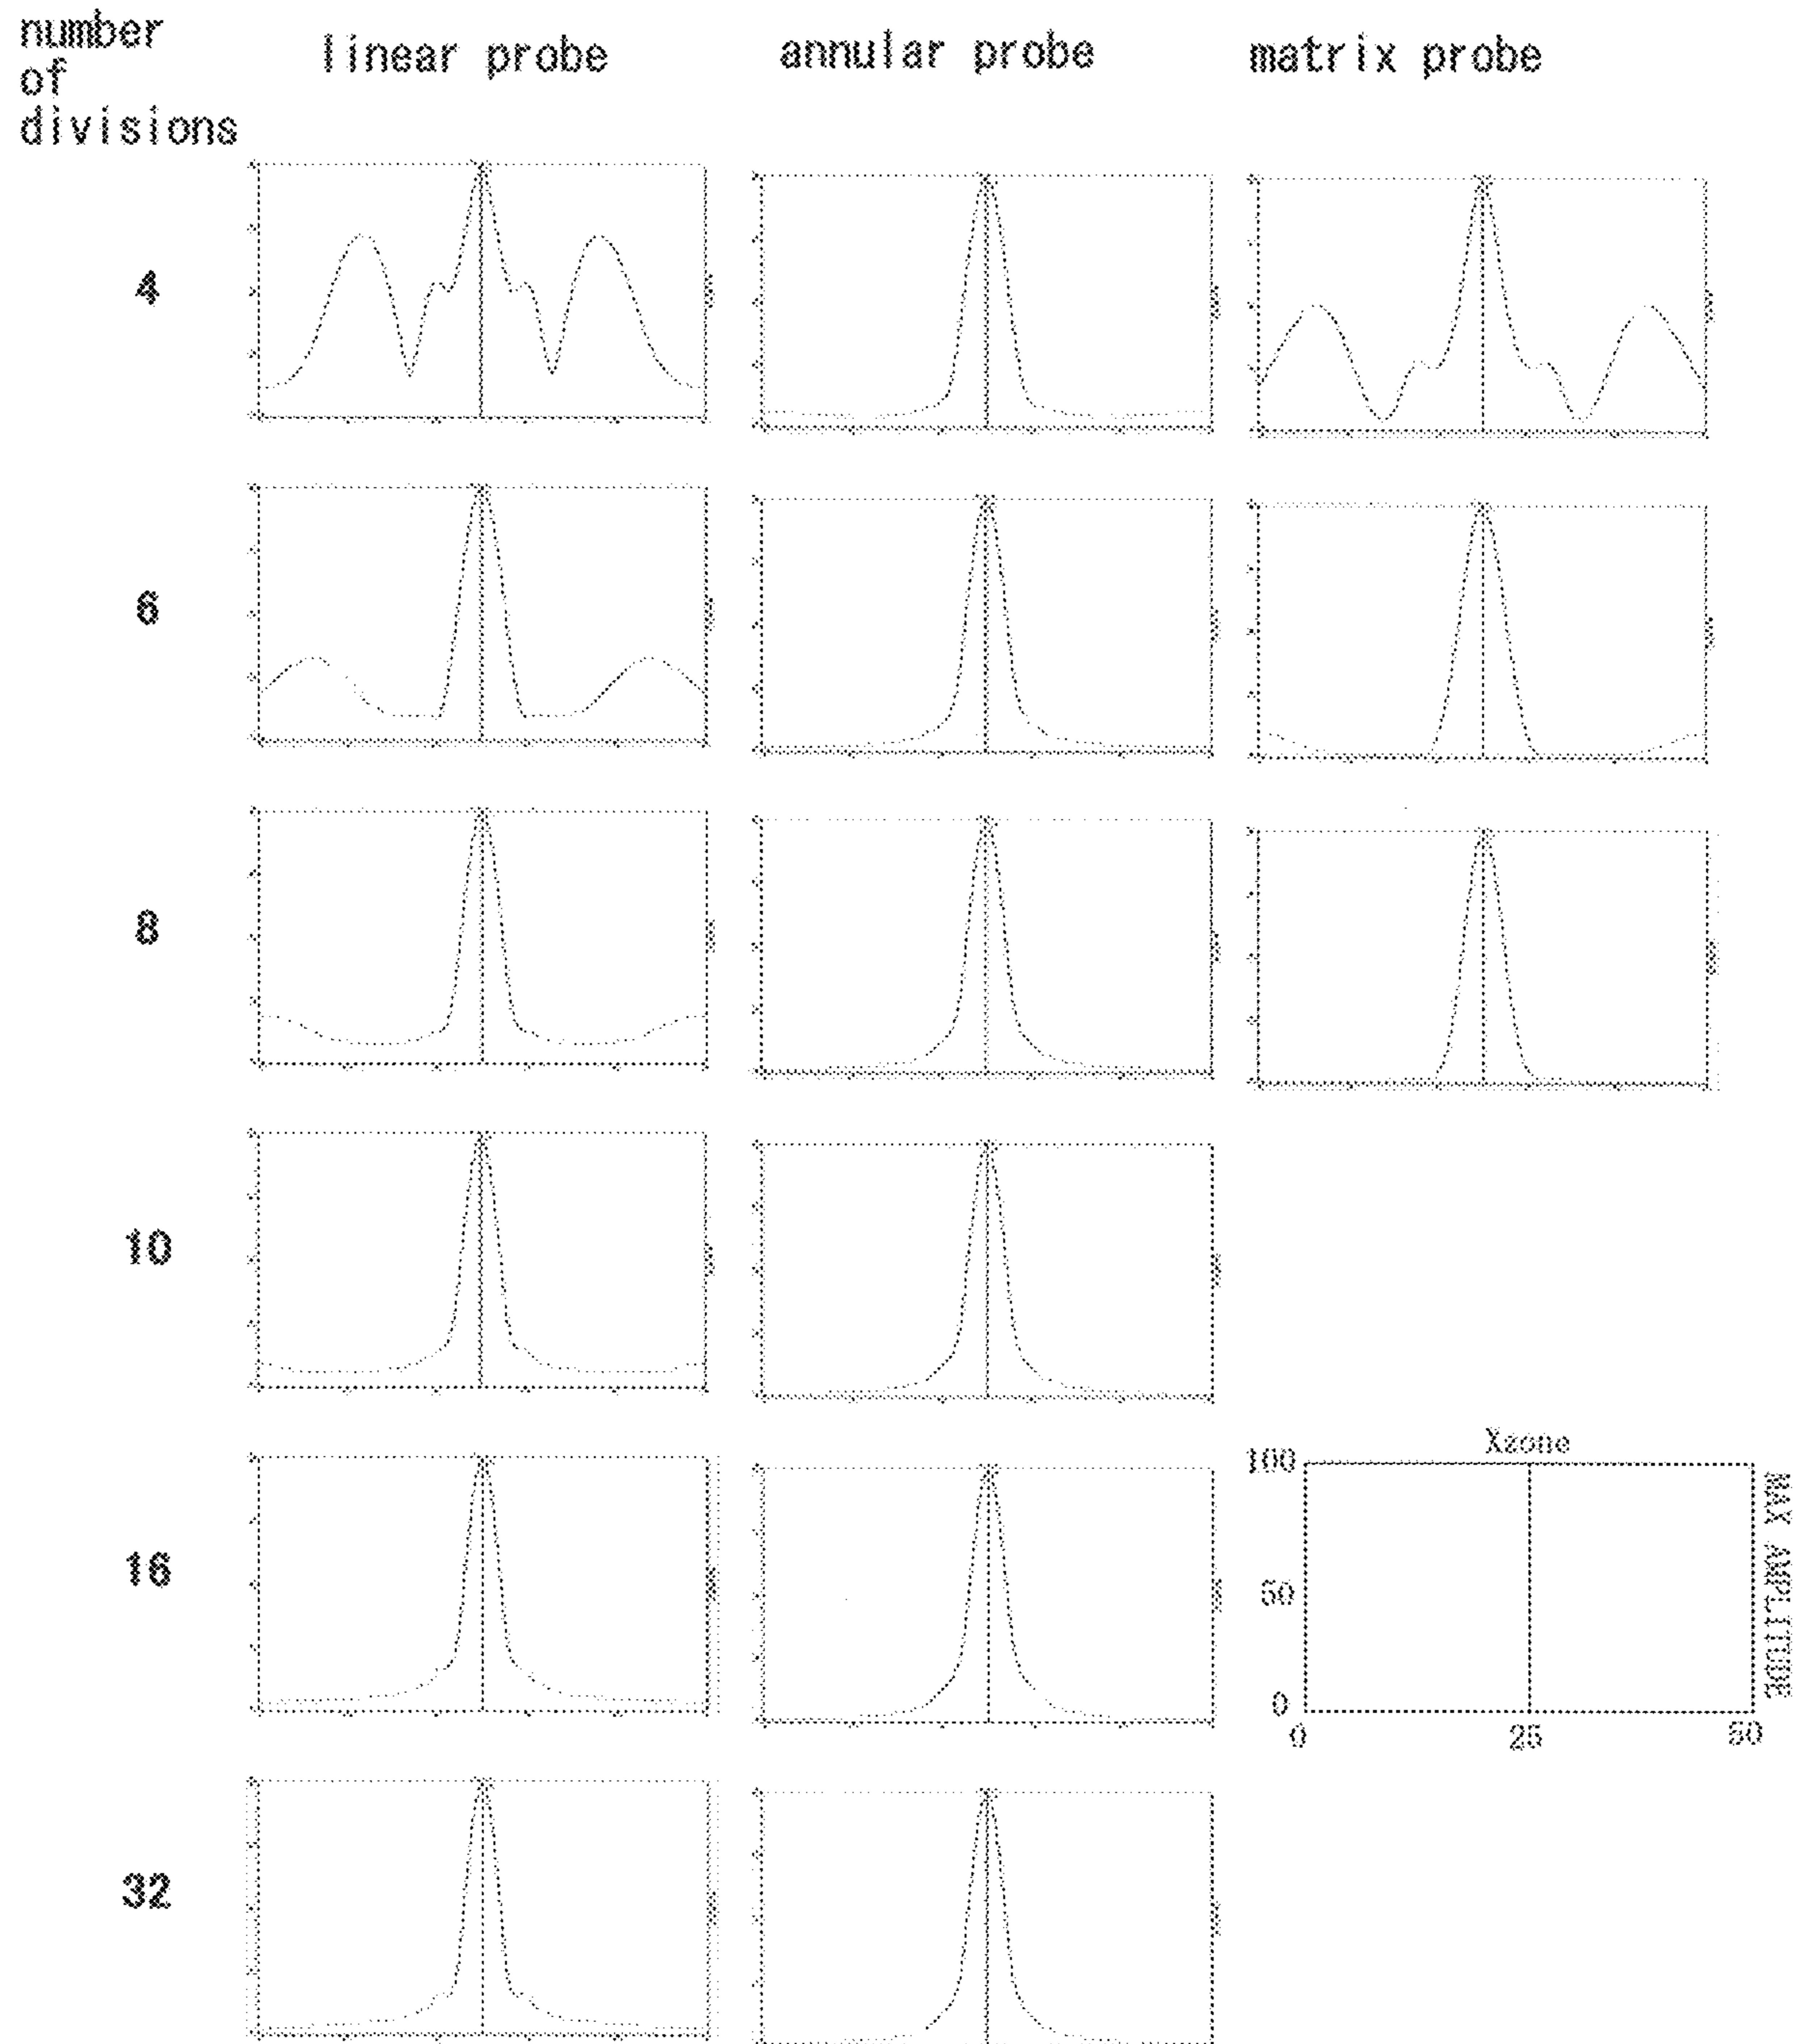 number
of
divisions
linear probe
annular probe
matrix probe
4
6
8
10
16
32
Xzone
100
50
0
0
25
50
MAX AMPLITUDE